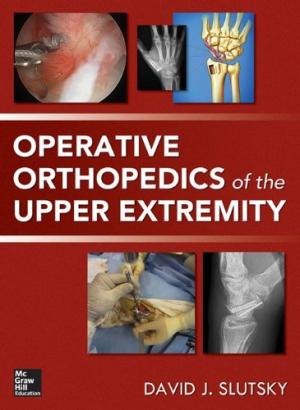 OPERATIVE
ORTHOPEDICS of the
UPPER EXTREMITY
Mc
Graw
Hill
Education
DAVID J. SLUTSKY